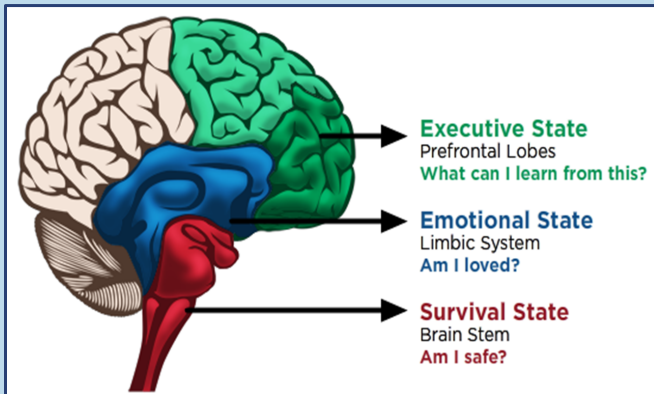 Executive State
Prefrontal Lobes
What can I learn from this?
Emotional State
Limbic System
Am I loved?
Survival State
Brain Stem
Am I safe?